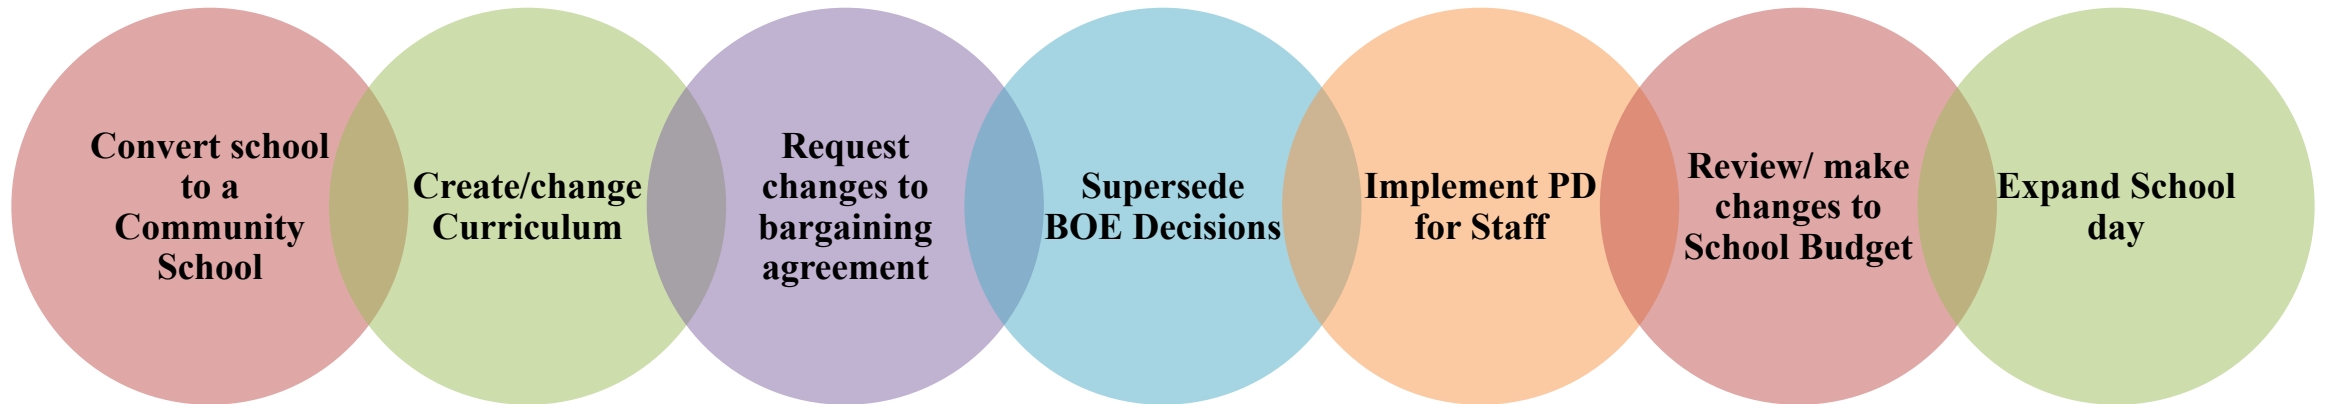 Convert school
to a
Community
School
Create/change
Curriculum
Request
changes to
bargaining
agreement
Supersede
BOE Decisions
Implement PD
for Staff
Review/ make
changes to
School Budget
Expand School
day